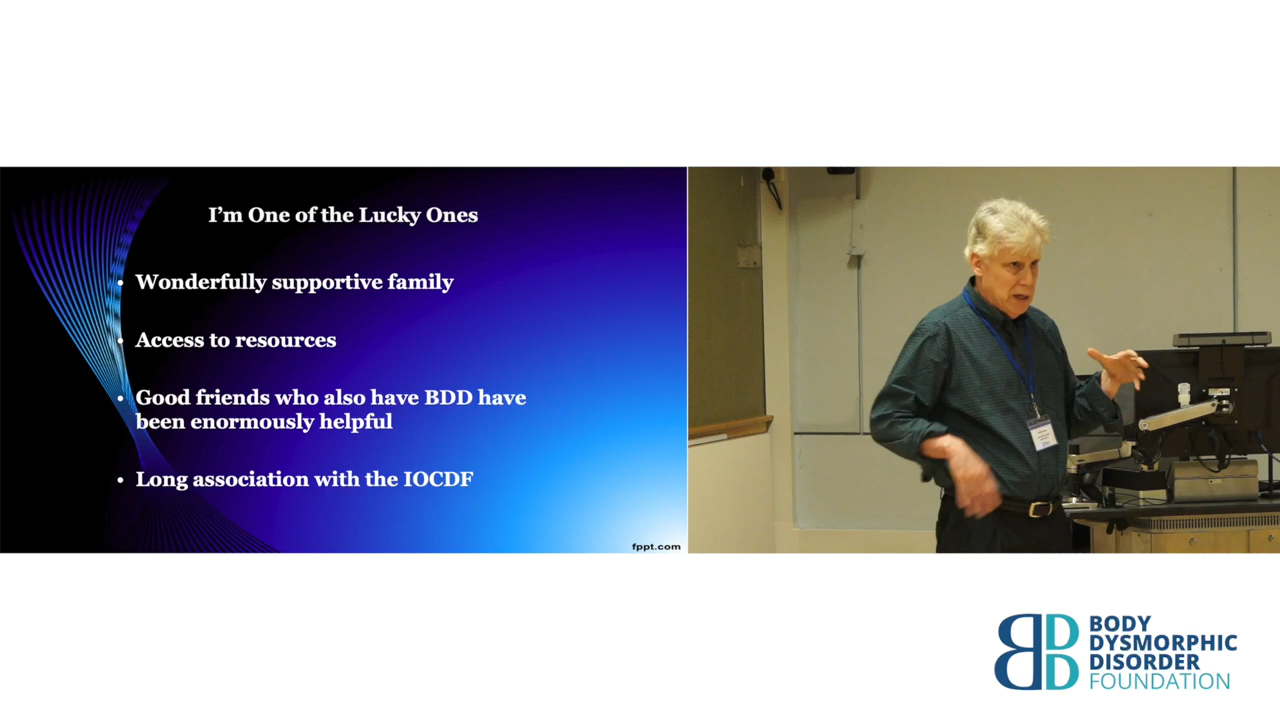 I'm One of the Lucky Ones
• Wonderfully supportive family
• Access to resources
• Good friends who also have BDD have
been enormously helpful
• Long association with the IOCDF
fppt.com
BODY
DYSMORPHIC
DISORDER
FOUNDATION